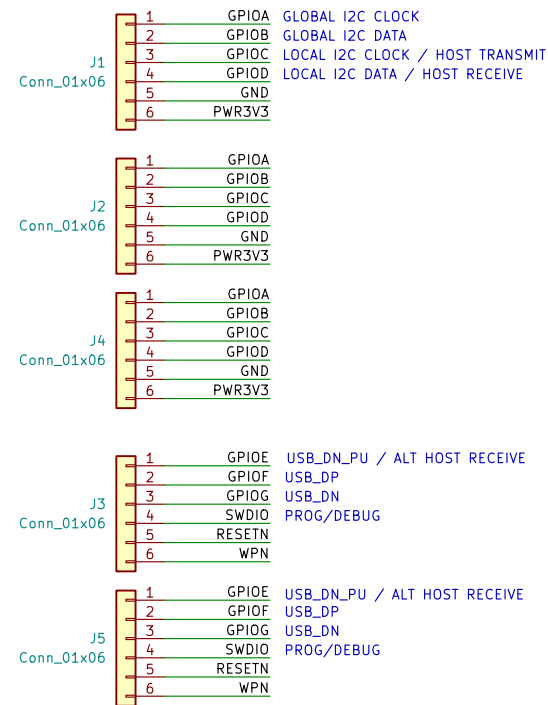 1 GPIOA GLOBAL I2C CLOCK
2 GPIOB GLOBAL I2C DATA
3 GPIOC LOCAL I2C CLOCK / HOST TRANSMIT
J1
4 GPIOD LOCAL I2C DATA / HOST RECEIVE
Conn_01x06
5 GND
6 PWR3V3
1 GPIOA
2 GPIOB
3 GPIOC
J2
4 GPIOD
Conn_01x06
5 GND
6 PWR3V3
1 GPIOA
2 GPIOB
3 GPIOC
J4
4 GPIOD
Conn_01x06
5 GND
6 PWR3V3
1 GPIOE USB_DN_PU / ALT HOST RECEIVE
2 GPIOF USB_DP
3 GPIOG USB_DN
J3
4 SWDIO PROG/DEBUG
Conn_01x06
5 RESETN
6 WPN
1 GPIOE USB_DN_PU / ALT HOST RECEIVE
2 GPIOF USB_DP
3 GPIOG USB_DN
J5
4 SWDIO PROG/DEBUG
Conn_01x06
5 RESETN
6 WPN